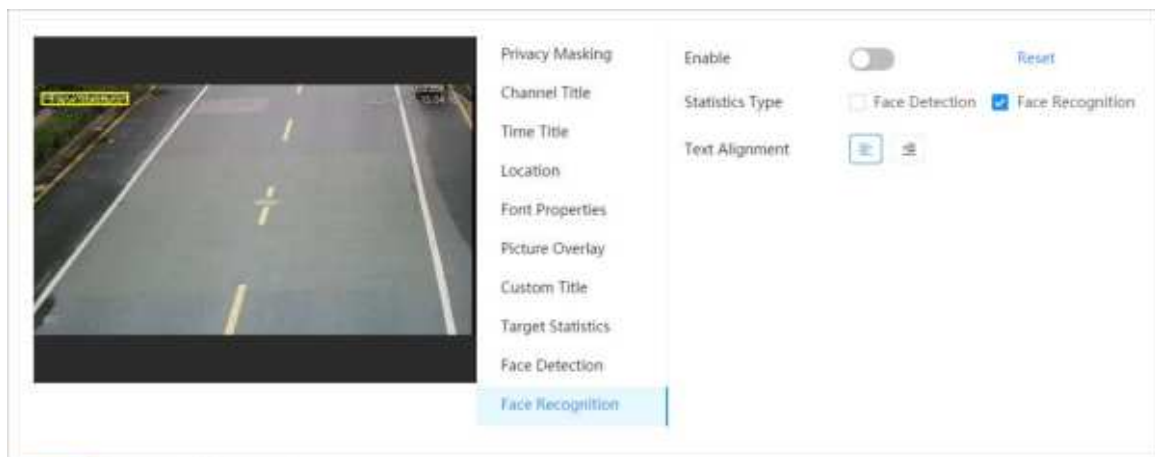 Privacy Masking
Channel Title
Time Title
Location
Font Properties
Picture Overlay
Custom Title
Target Statistics
Face Detection
Face Recognition
Enable
Reset
Statistics Type
Face Detection
Face Recognition
Text Alignment